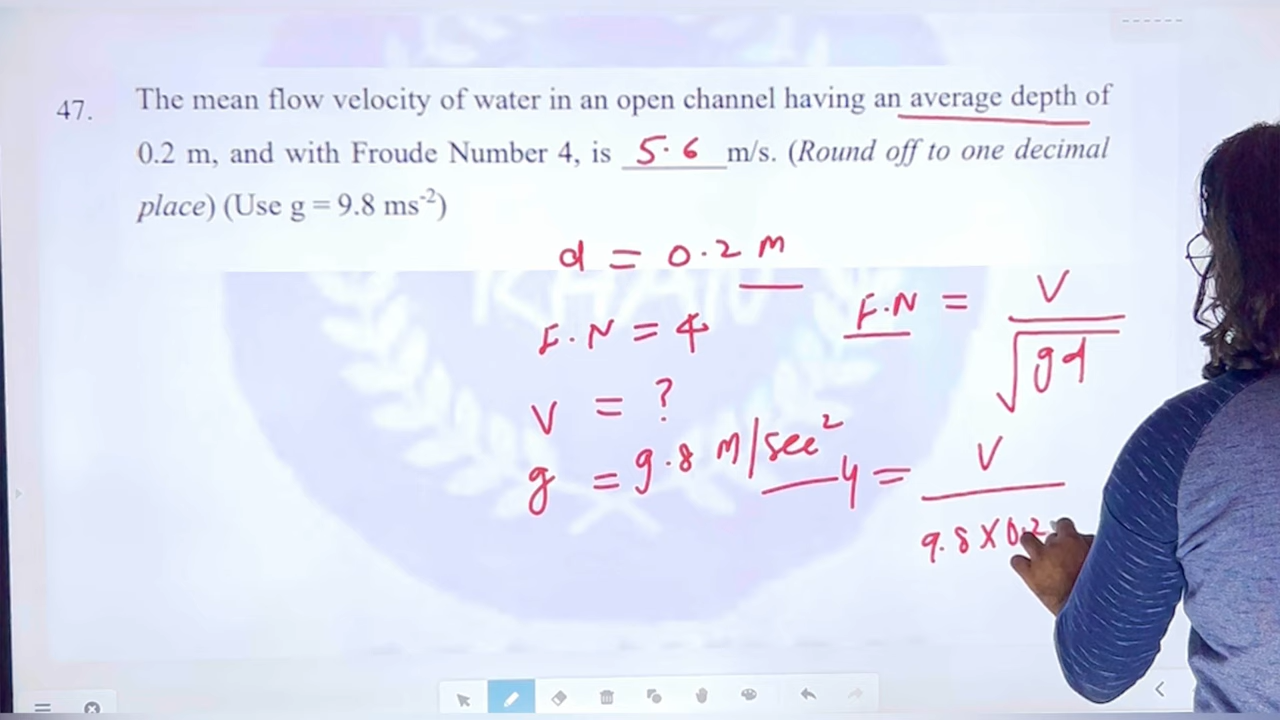 47. The mean flow velocity of water in an open channel having an average depth of
0.2 m, and with Froude Number 4, is 5.6 m/s. (Round off to one decimal
place) (Use g = 9.8 ms⁻²)
d = 0.2 m
KHAN
F.N = 4
F.N = V / √gd
V = ?
g = 9.8 m/sec²
4 = V / 9.8 × 0.2